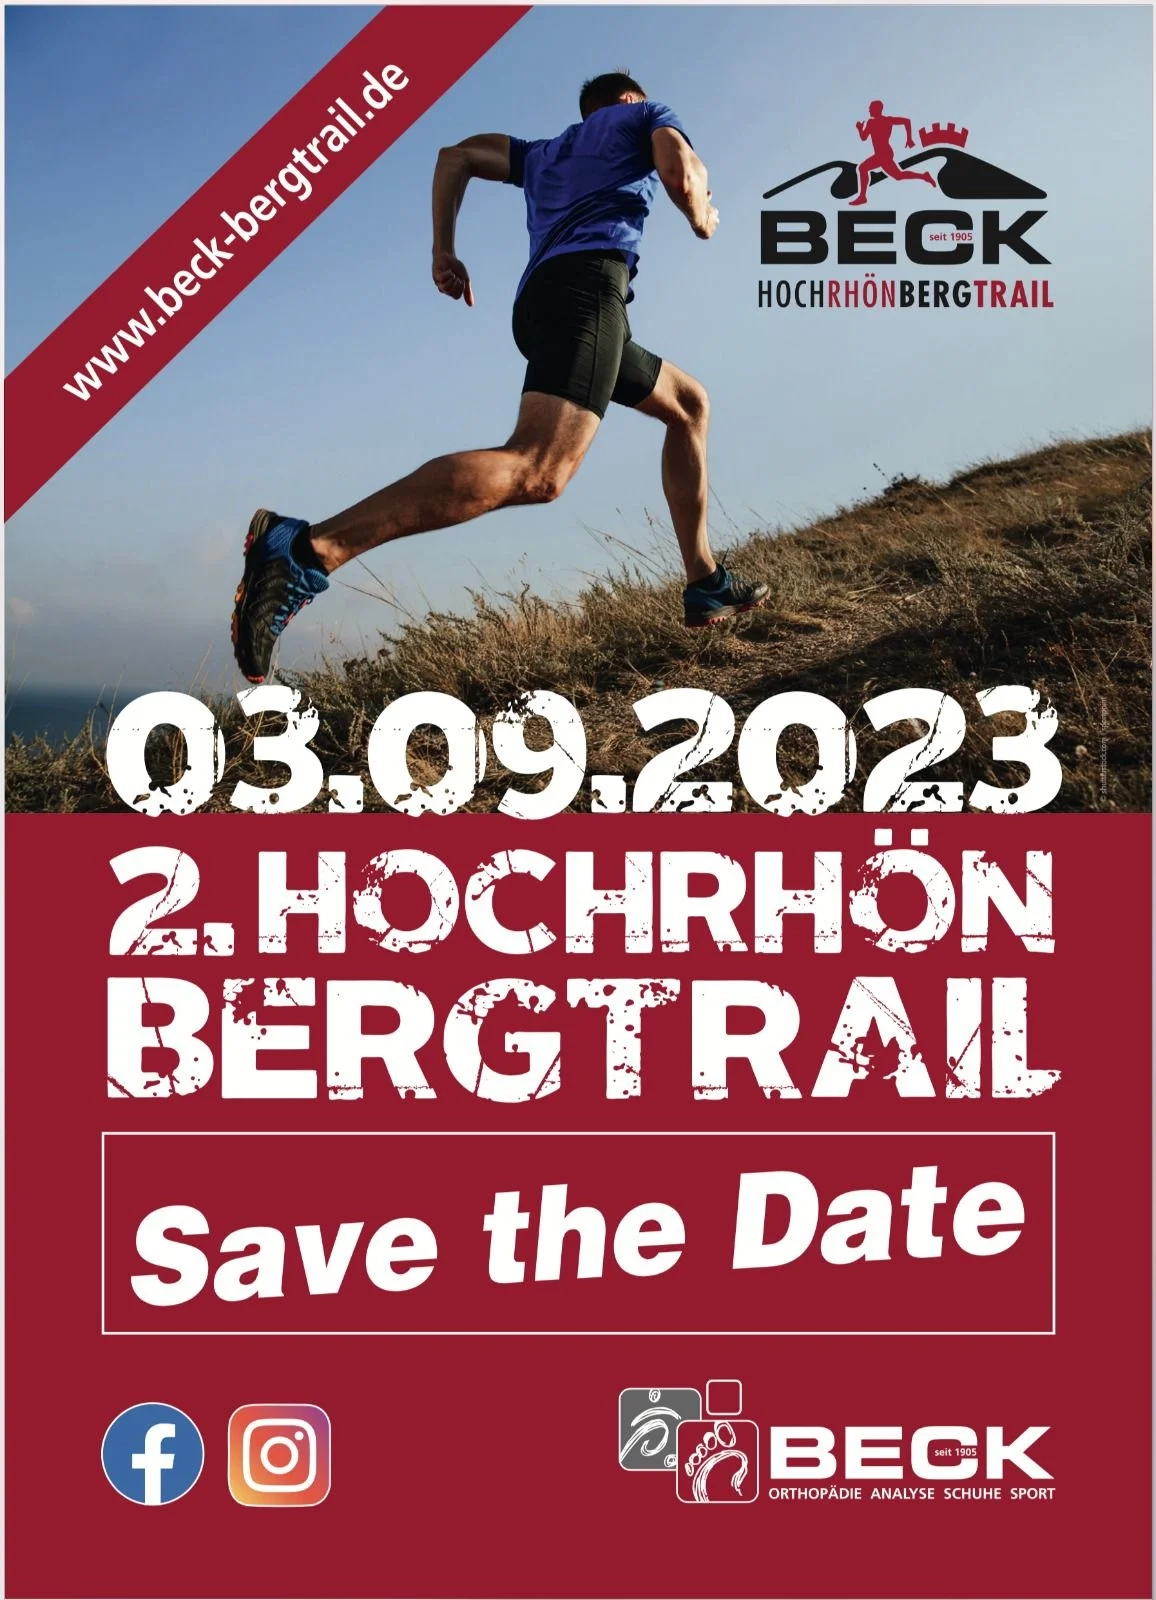 www.beck-bergtrail.de
BECK
seit 1905
HOCHRHÖNBERGTRAIL
03.09.2023
2. HOCHRHÖN
BERGTRAIL
Save the Date
BECK
seit 1905
ORTHOPÄDIE ANALYSE SCHUHE SPORT